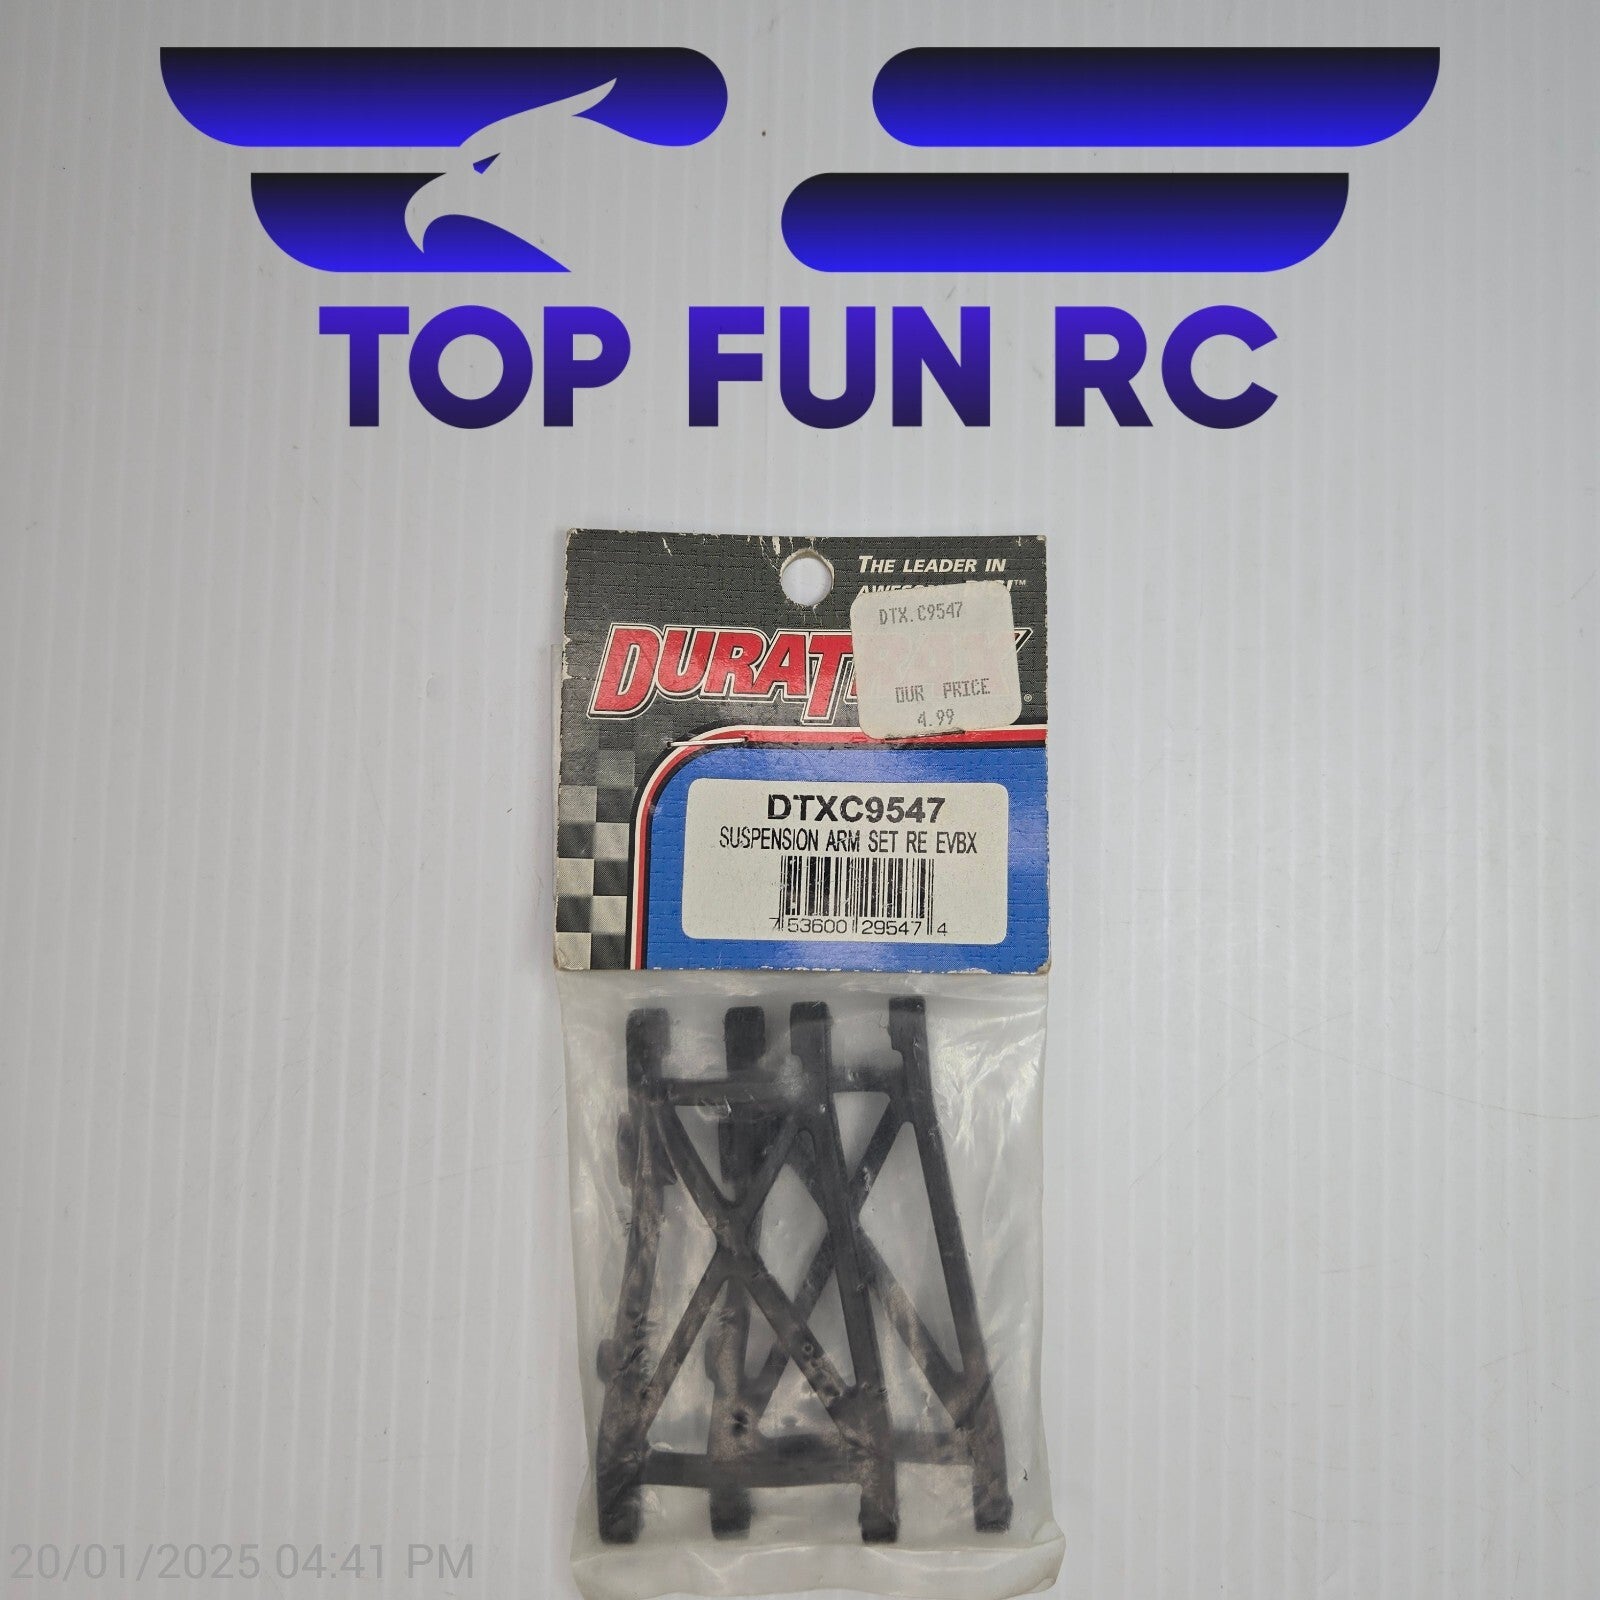 TOP FUN RC
THE LEADER IN
DTX.C9547
OUR PRICE
4.99
DTXC9547
SUSPENSION ARM SET RE EVBX
7 53600 29547 4
20/01/2025 04:41 PM